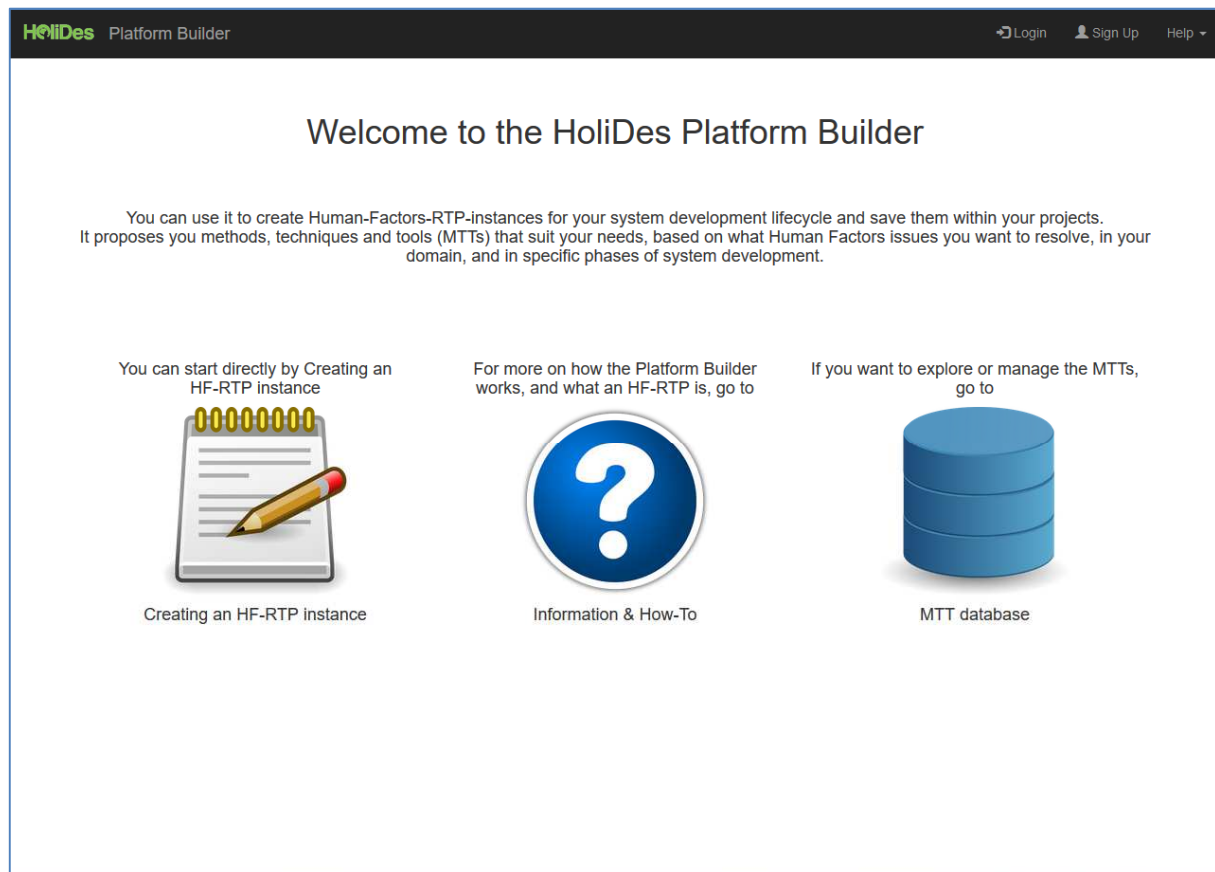 HoliDes Platform Builder Login Sign Up Help
Welcome to the HoliDes Platform Builder
You can use it to create Human-Factors-RTP-instances for your system development lifecycle and save them within your projects.
It proposes you methods, techniques and tools (MTTs) that suit your needs, based on what Human Factors issues you want to resolve, in your
domain, and in specific phases of system development.
You can start directly by Creating an
HF-RTP instance
For more on how the Platform Builder
works, and what an HF-RTP is, go to
If you want to explore or manage the MTTs,
go to
Creating an HF-RTP instance
Information & How-To
MTT database